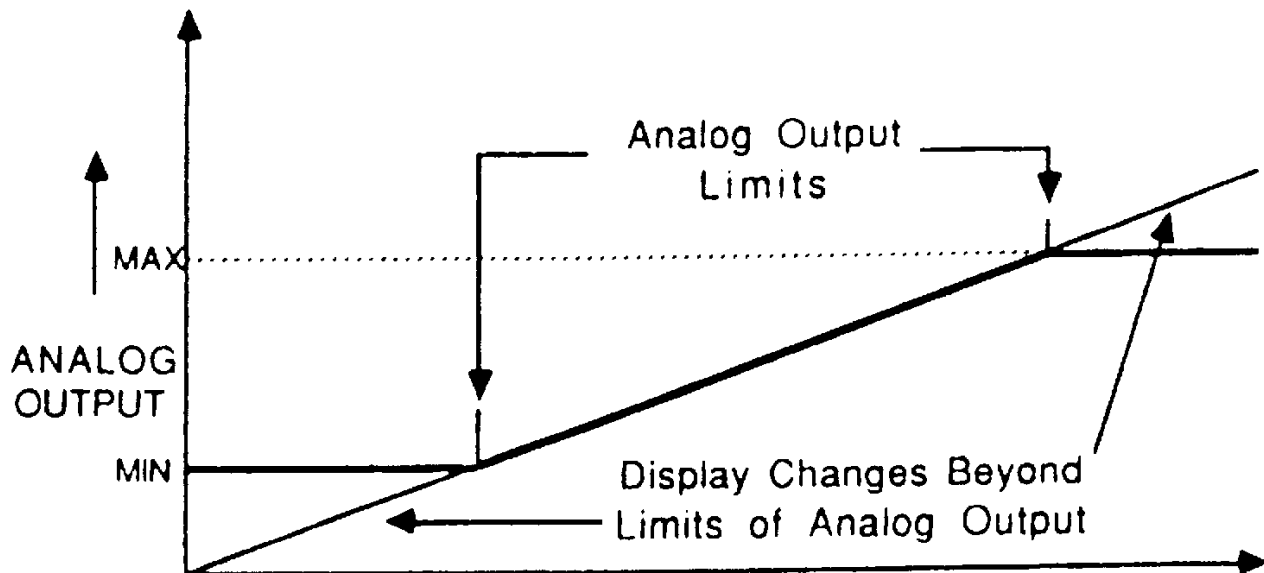 Analog Output
Limits
MAX
ANALOG
OUTPUT
MIN
Display Changes Beyond
Limits of Analog Output